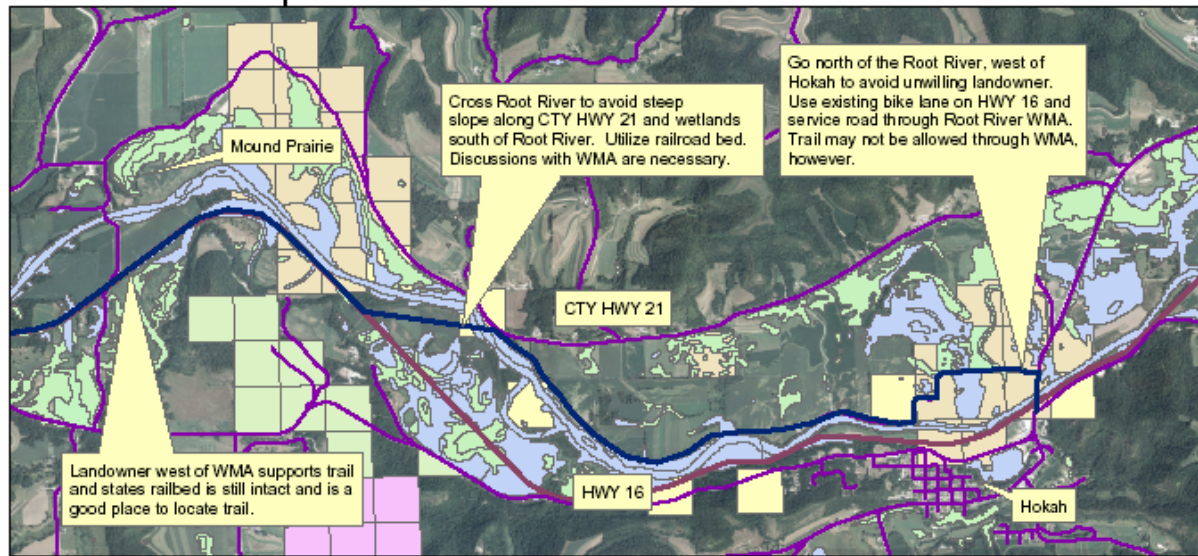 Go north of the Root River, west of
Hokah to avoid unwilling landowner.
Use existing bike lane on HWY 16 and
service road through Root River WMA.
Trail may not be allowed through WMA,
however.
Cross Root River to avoid steep
slope along CTY HWY 21 and wetlands
south of Root River. Utilize railroad bed.
Discussions with WMA are necessary.
Mound Prairie
CTY HWY 21
Landowner west of WMA supports trail
and states railbed is still intact and is a
good place to locate trail.
HWY 16
Hokah